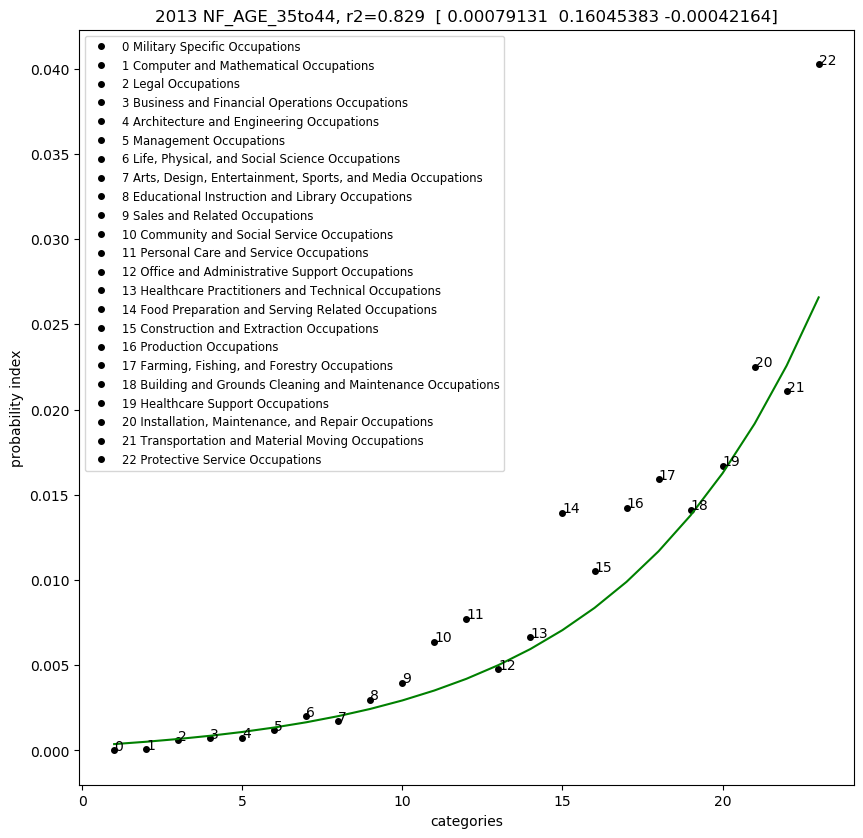 2013 NF_AGE_35to44, r2=0.829 [ 0.00079131 0.16045383 -0.00042164]
0 Military Specific Occupations
1 Computer and Mathematical Occupations
2 Legal Occupations
3 Business and Financial Operations Occupations
4 Architecture and Engineering Occupations
5 Management Occupations
6 Life, Physical, and Social Science Occupations
7 Arts, Design, Entertainment, Sports, and Media Occupations
8 Educational Instruction and Library Occupations
9 Sales and Related Occupations
10 Community and Social Service Occupations
11 Personal Care and Service Occupations
12 Office and Administrative Support Occupations
13 Healthcare Practitioners and Technical Occupations
14 Food Preparation and Serving Related Occupations
15 Construction and Extraction Occupations
16 Production Occupations
17 Farming, Fishing, and Forestry Occupations
18 Building and Grounds Cleaning and Maintenance Occupations
19 Healthcare Support Occupations
20 Installation, Maintenance, and Repair Occupations
21 Transportation and Material Moving Occupations
22 Protective Service Occupations
probability index
0.040
0.035
0.030
0.025
0.020
0.015
0.010
0.005
0.000
0
1
2
3
4
5
6
7
8
9
10
11
12
13
14
15
16
17
18
19
20
21
22
0
5
10
15
20
categories